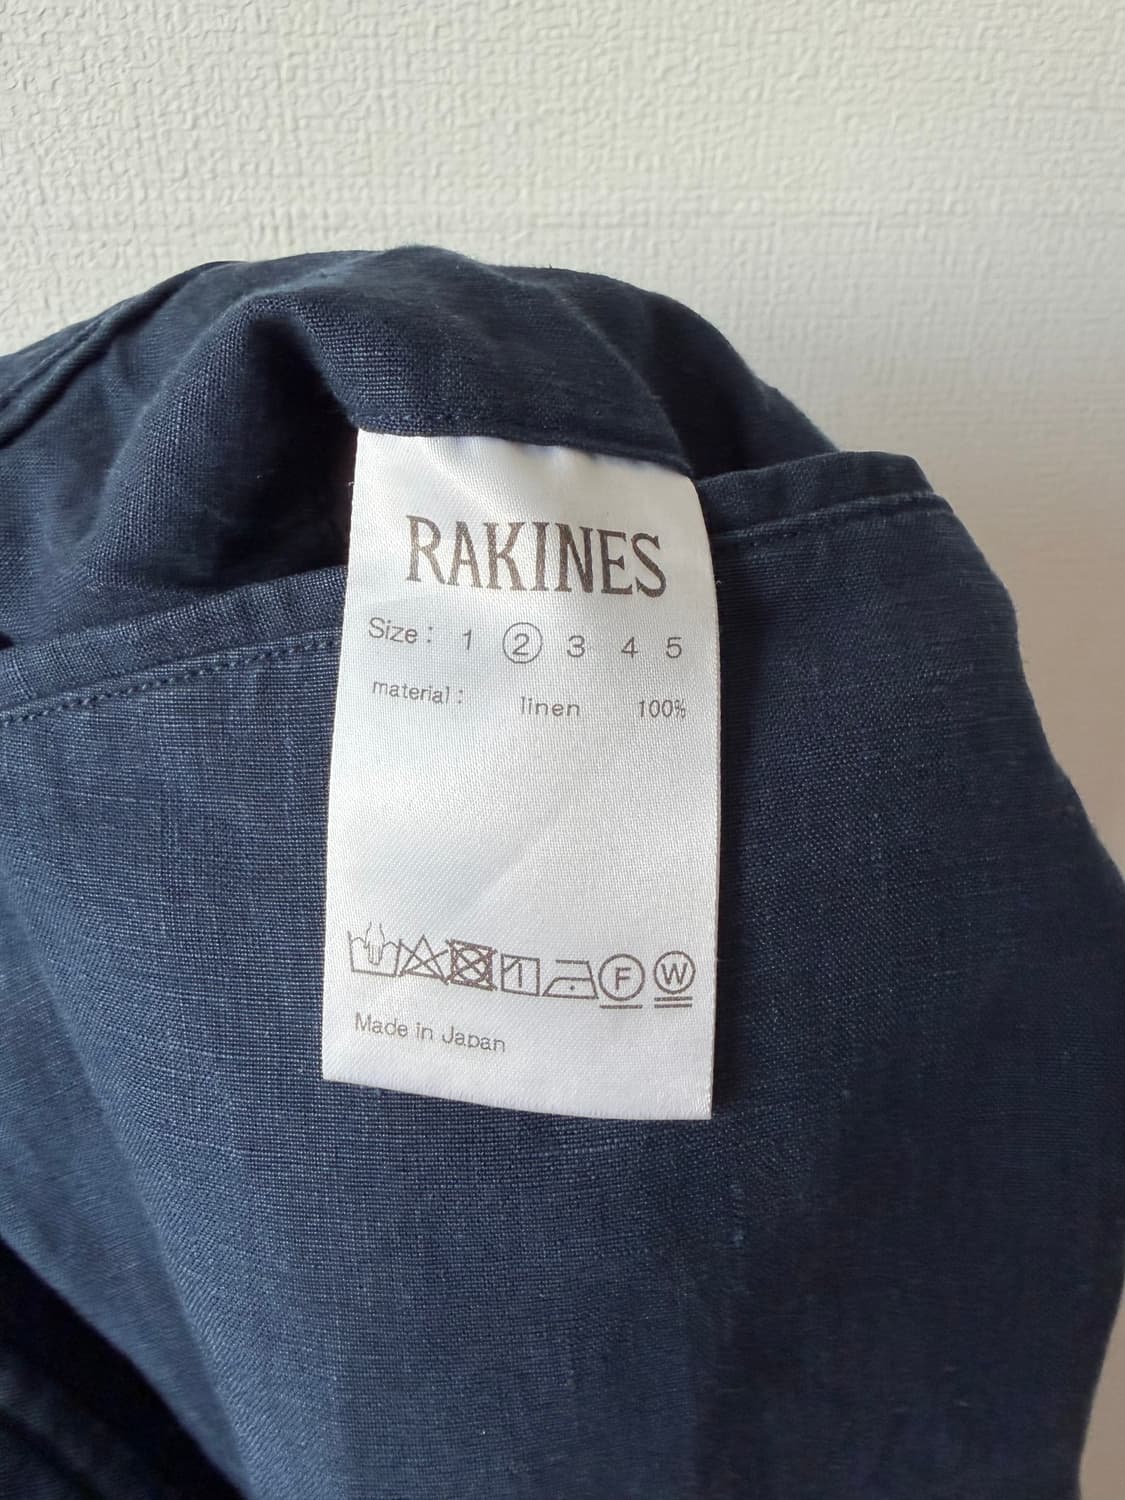 RAKINES
Size : 1 2 3 4 5
material : linen 100%
F W
Made in Japan